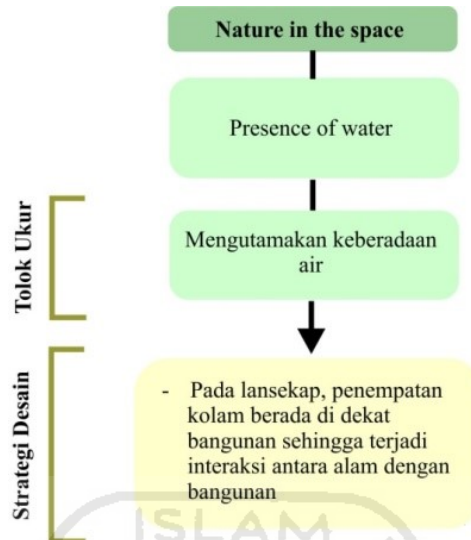 Nature in the space
Presence of water
Tolok Ukur
Mengutamakan keberadaan
air
Strategi Desain
- Pada lansekap, penempatan
kolam berada di dekat
bangunan sehingga terjadi
interaksi antara alam dengan
bangunan
ISLAM